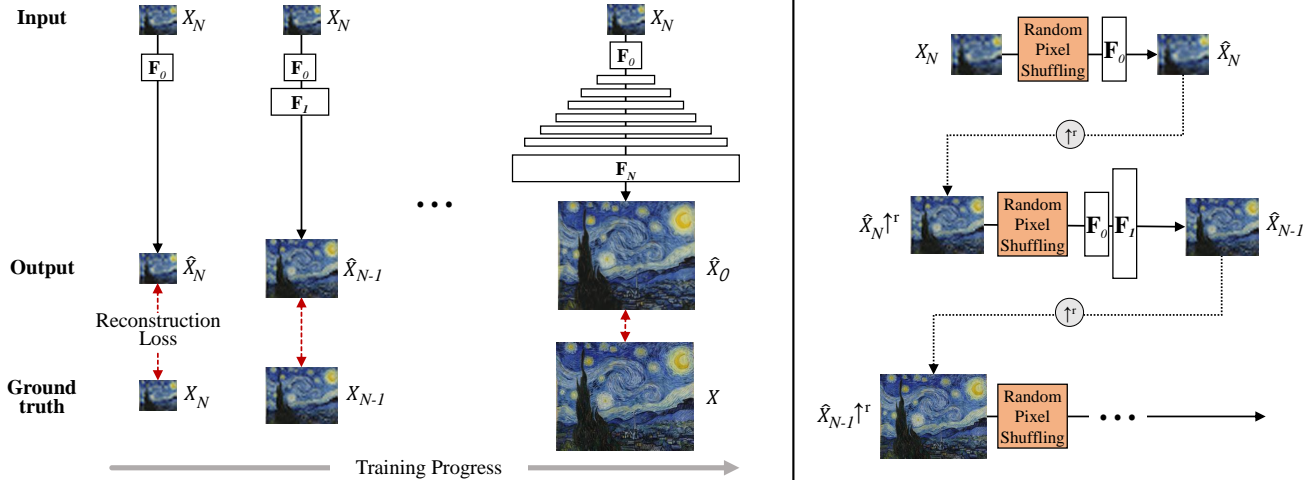 Input
X_N
X_N
X_N
F_0
F_0
F_1
F_0
F_N
...
Output
X̂_N
X̂_{N-1}
X̂_0
Reconstruction
Loss
Ground
truth
X_N
X_{N-1}
X
Training Progress
X_N
Random
Pixel
Shuffling
F_0
X̂_N
↑r
X̂_N↑r
Random
Pixel
Shuffling
F_0
F_1
X̂_{N-1}
↑r
X̂_{N-1}↑r
Random
Pixel
Shuffling
...